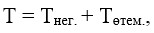 Т = Тнег. + Төтем.,